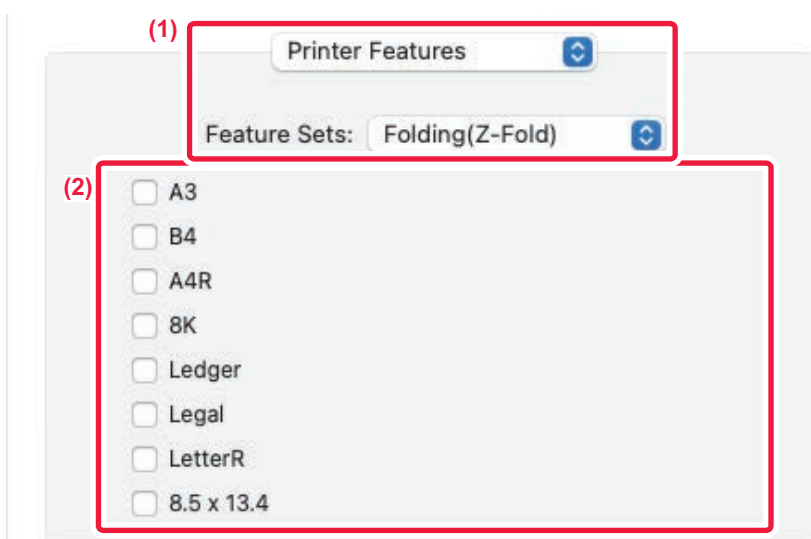 (1)
Printer Features
Feature Sets: Folding(Z-Fold)
(2)
A3
B4
A4R
8K
Ledger
Legal
LetterR
8.5 x 13.4